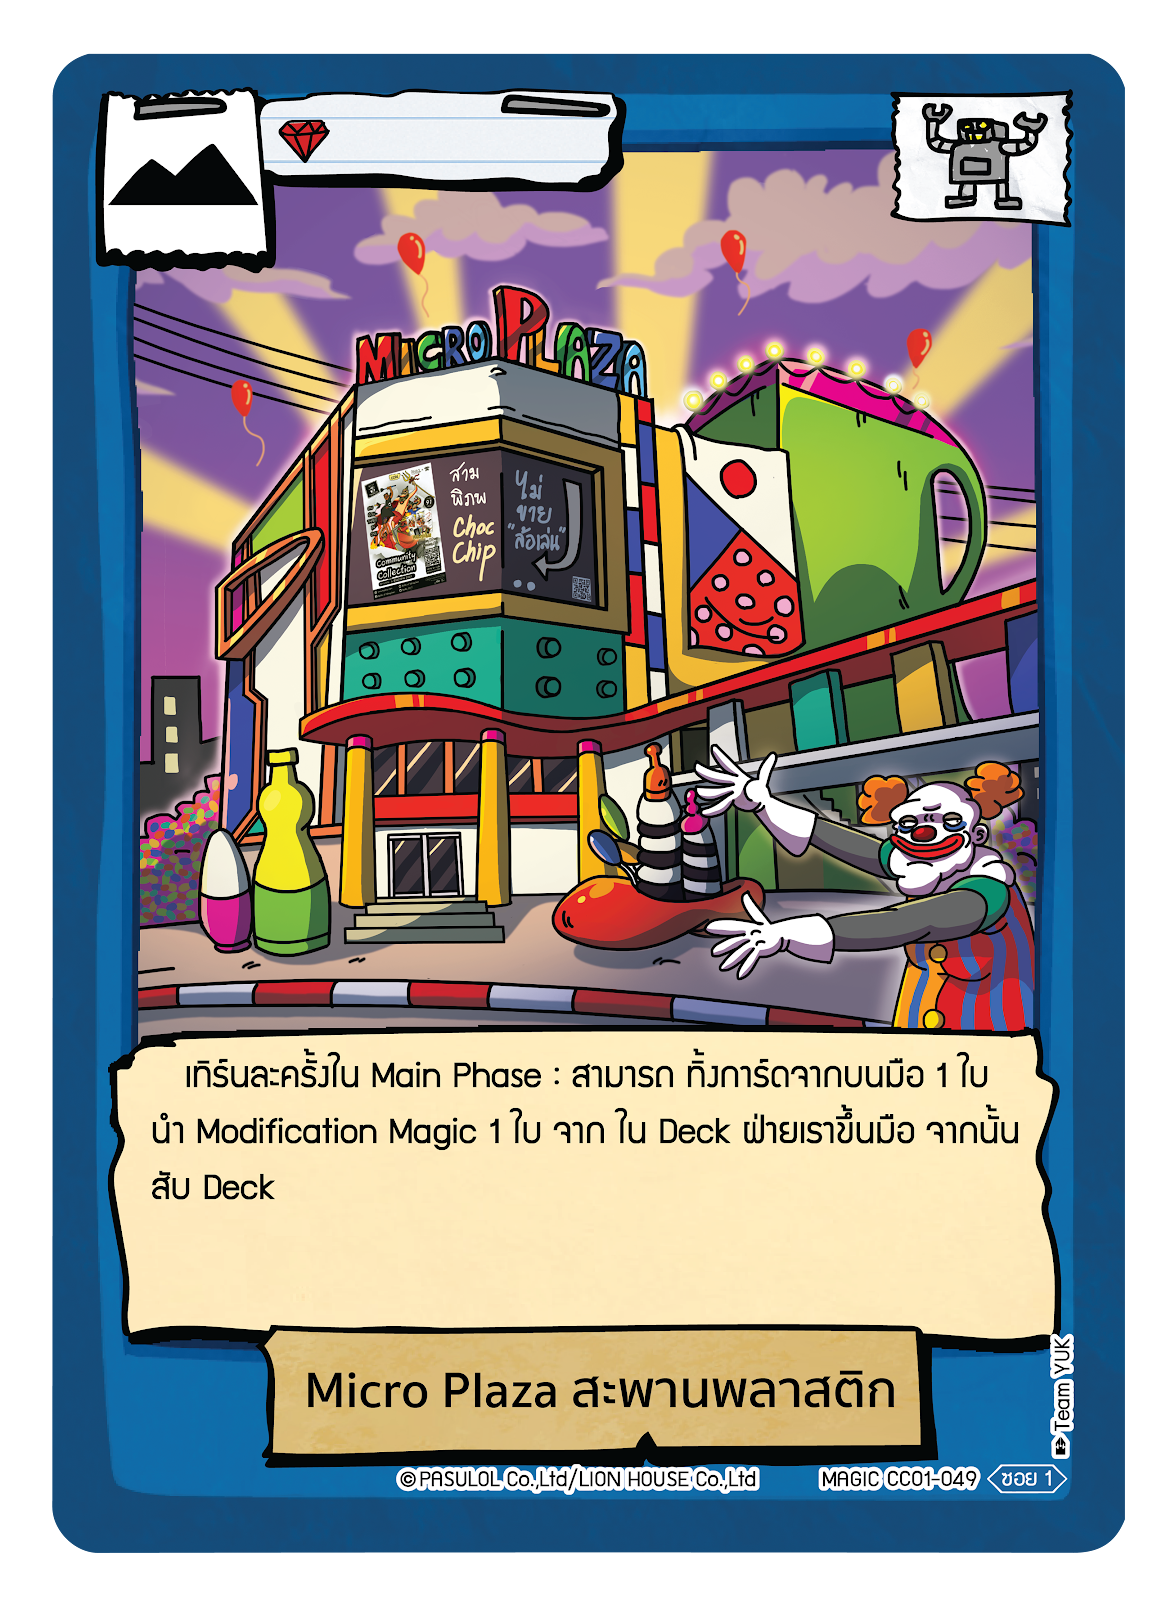 MICRO PLAZA
สาม
พิภพ
Choc
Chip
ไม่
ขาย
"ล้อเล่น"
Community
Collection
เทิร์นละครั้งใน Main Phase : สามารถ ทิ้งการ์ดจากบนมือ 1 ใบ
นำ Modification Magic 1 ใบ จาก ใน Deck ฝ่ายเราขึ้นมือ จากนั้น
สับ Deck
Micro Plaza สะพานพลาสติก
Team YUK
©PASULOL Co.,Ltd/LION HOUSE Co.,Ltd MAGIC CC01-049 ซอย 1